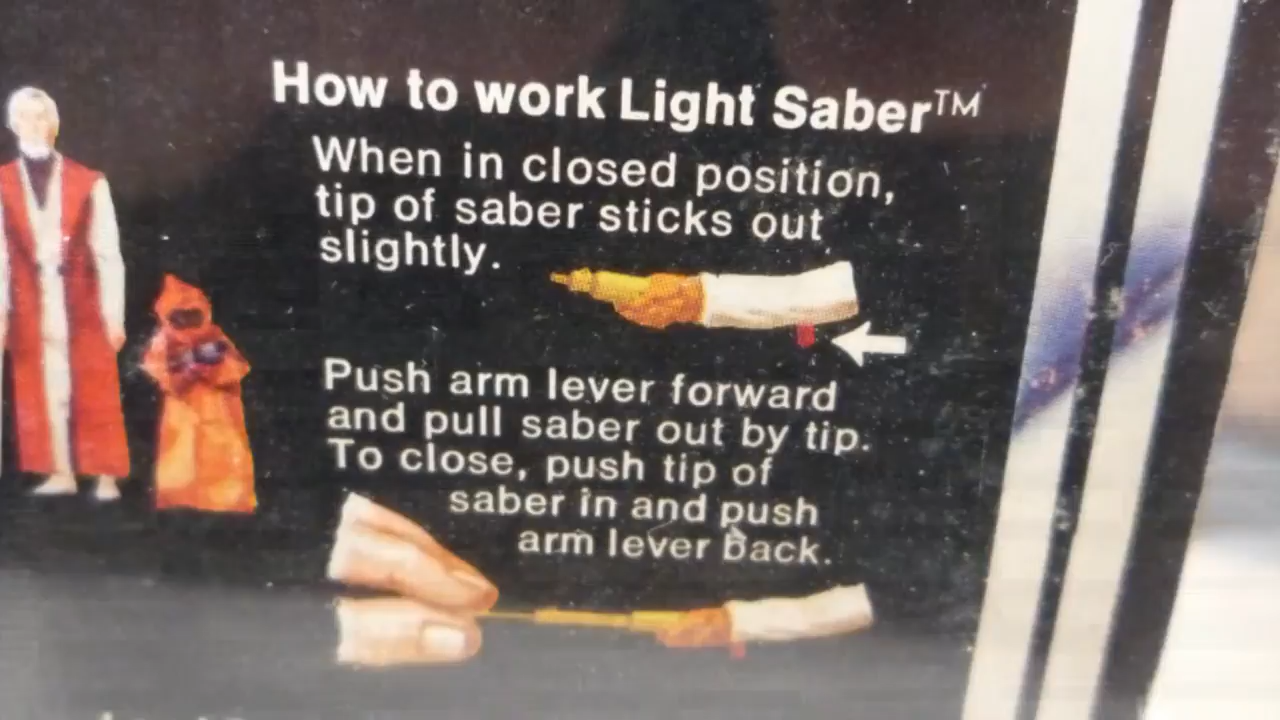 How to work Light Saber™
When in closed position,
tip of saber sticks out
slightly.
Push arm lever forward
and pull saber out by tip.
To close, push tip of
saber in and push
arm lever back.